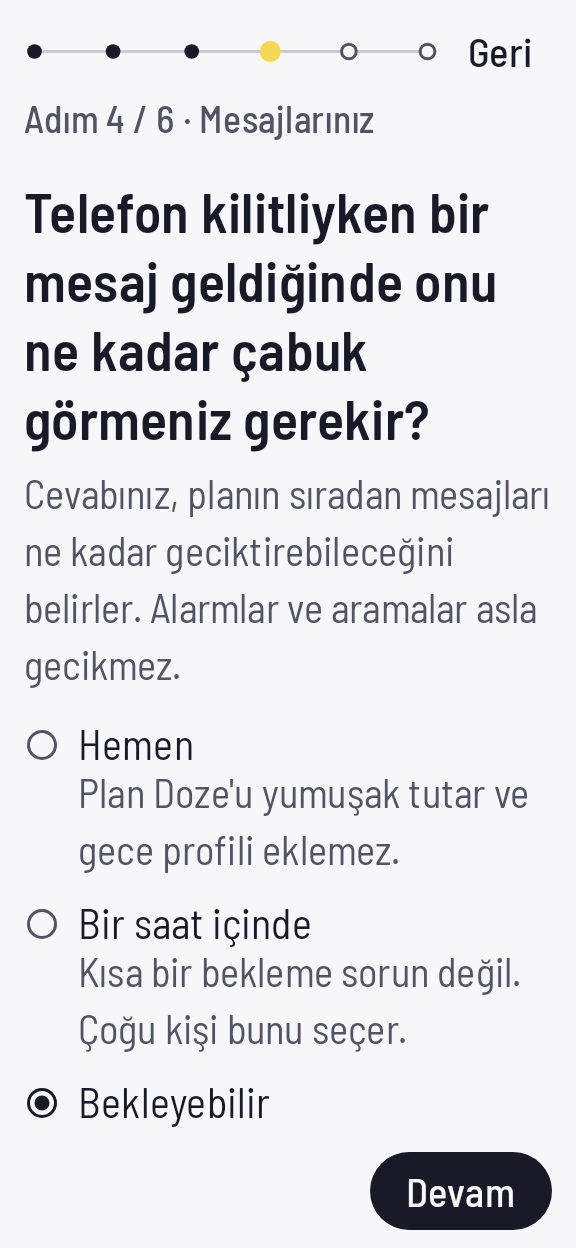 Geri
Adım 4 / 6 · Mesajlarınız
Telefon kilitliyken bir
mesaj geldiğinde onu
ne kadar çabuk
görmeniz gerekir?
Cevabınız, planın sıradan mesajları
ne kadar geciktirebileceğini
belirler. Alarmlar ve aramalar asla
gecikmez.
Hemen
Plan Doze'u yumuşak tutar ve
gece profili eklemez.
Bir saat içinde
Kısa bir bekleme sorun değil.
Çoğu kişi bunu seçer.
Bekleyebilir
Devam